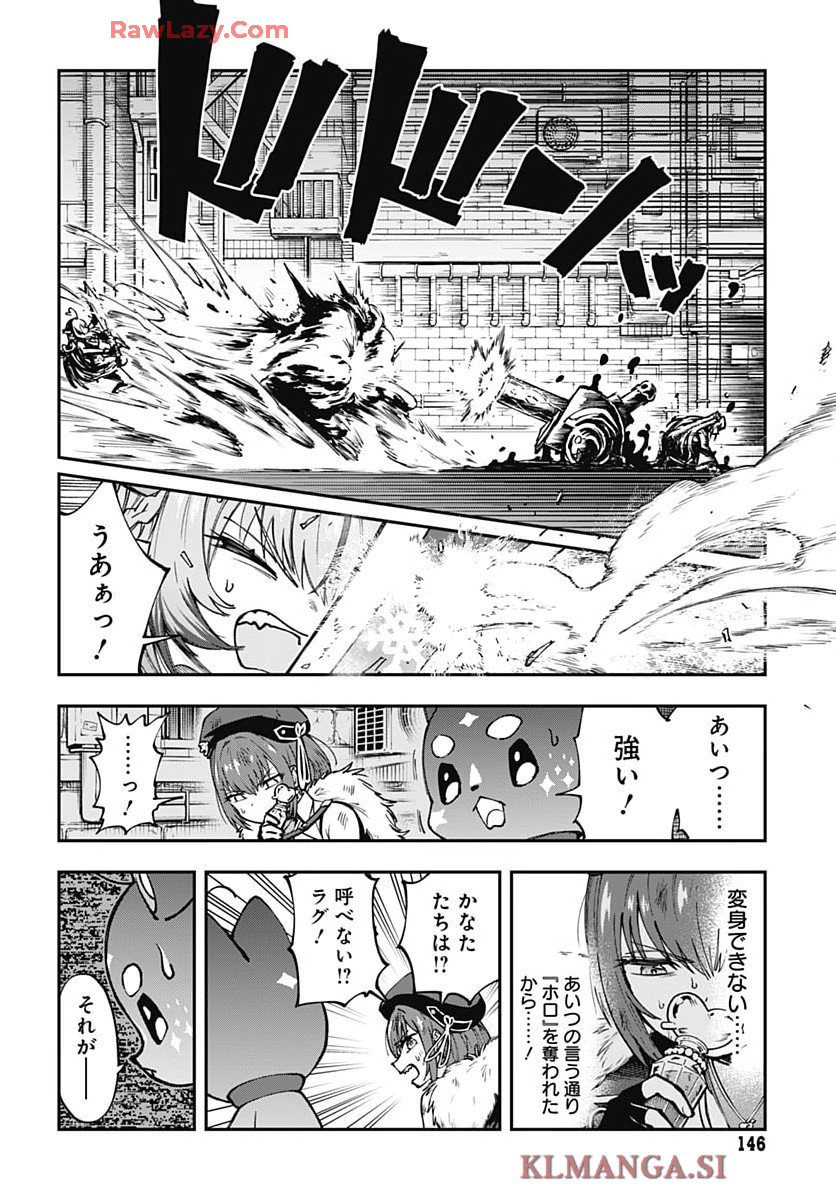 RawLazy.Com
ドドンッ
うあぁっ！
あいつ……
強い！
……っ！
変身できない……
あいつの言う通り
『ホロ』を奪われた
から……！
かなた
たちは!?
呼べない!?
ラグ！
それが──
146
KLMANGA.SI